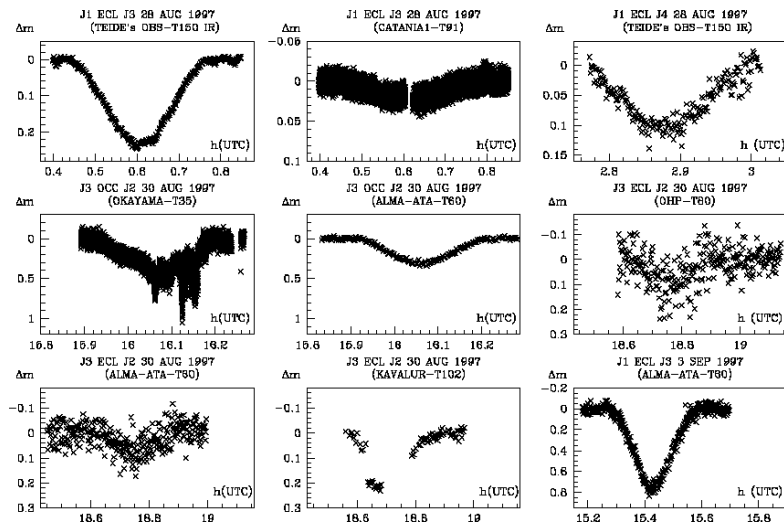 J1 ECL J3 28 AUG 1997
(TEIDE's OBS-T150 IR)
Δm
0
0.1
0.2
h(UTC)
0.4 0.5 0.6 0.7 0.8
J1 ECL J3 28 AUG 1997
(CATANIA1-T91)
Δm
-0.05
0
0.05
0.1
h(UTC)
0.4 0.5 0.6 0.7 0.8
J1 ECL J4 28 AUG 1997
(TEIDE's OBS-T150 IR)
Δm
0
0.05
0.1
0.15
h(UTC)
2.8 2.9 3
J3 OCC J2 30 AUG 1997
(OKAYAMA-T35)
Δm
0
0.5
1
h(UTC)
15.8 15.9 16 16.1 16.2
J3 OCC J2 30 AUG 1997
(ALMA-ATA-T60)
Δm
0
0.5
1
h(UTC)
15.8 16 16.2
J3 ECL J2 30 AUG 1997
(OHP-T80)
Δm
-0.1
0
0.1
0.2
0.3
h(UTC)
18.6 18.8 19
J3 ECL J2 30 AUG 1997
(ALMA-ATA-T60)
Δm
-0.1
0
0.1
0.2
0.3
h(UTC)
18.6 18.8 19
J3 ECL J2 30 AUG 1997
(KAVALUR-T102)
Δm
-0.1
0
0.1
0.2
0.3
h(UTC)
18.6 18.8 19
J1 ECL J3 SEP 1997
(ALMA-ATA-T60)
Δm
-0.2
0
0.2
0.4
0.6
0.8
h(UTC)
15.2 15.4 15.6 15.8